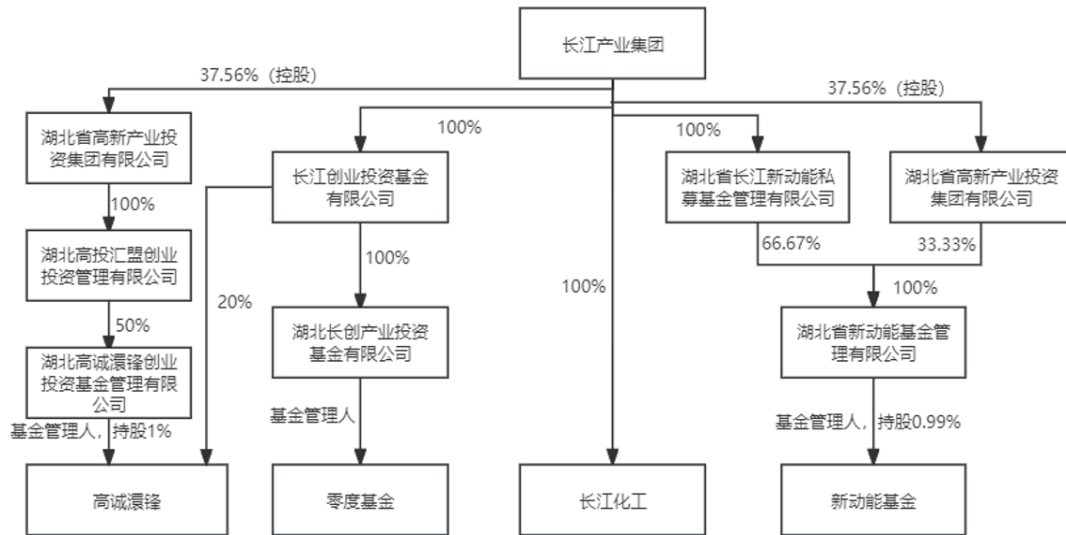 长江产业集团
37.56%（控股）
37.56%（控股）
100%
100%
湖北省高新产业投
资集团有限公司
长江创业投资基金
有限公司
湖北省长江新动能私
募基金管理有限公司
湖北省高新产业投资
集团有限公司
100%
66.67%
33.33%
湖北高投汇盟创业
投资管理有限公司
100%
20%
100%
100%
50%
湖北长创产业投资
基金有限公司
湖北省新动能基金管
理有限公司
湖北高诚澴锋创业
投资基金管理有限
公司
基金管理人，持股1%
基金管理人
基金管理人，持股0.99%
高诚澴锋
零度基金
长江化工
新动能基金